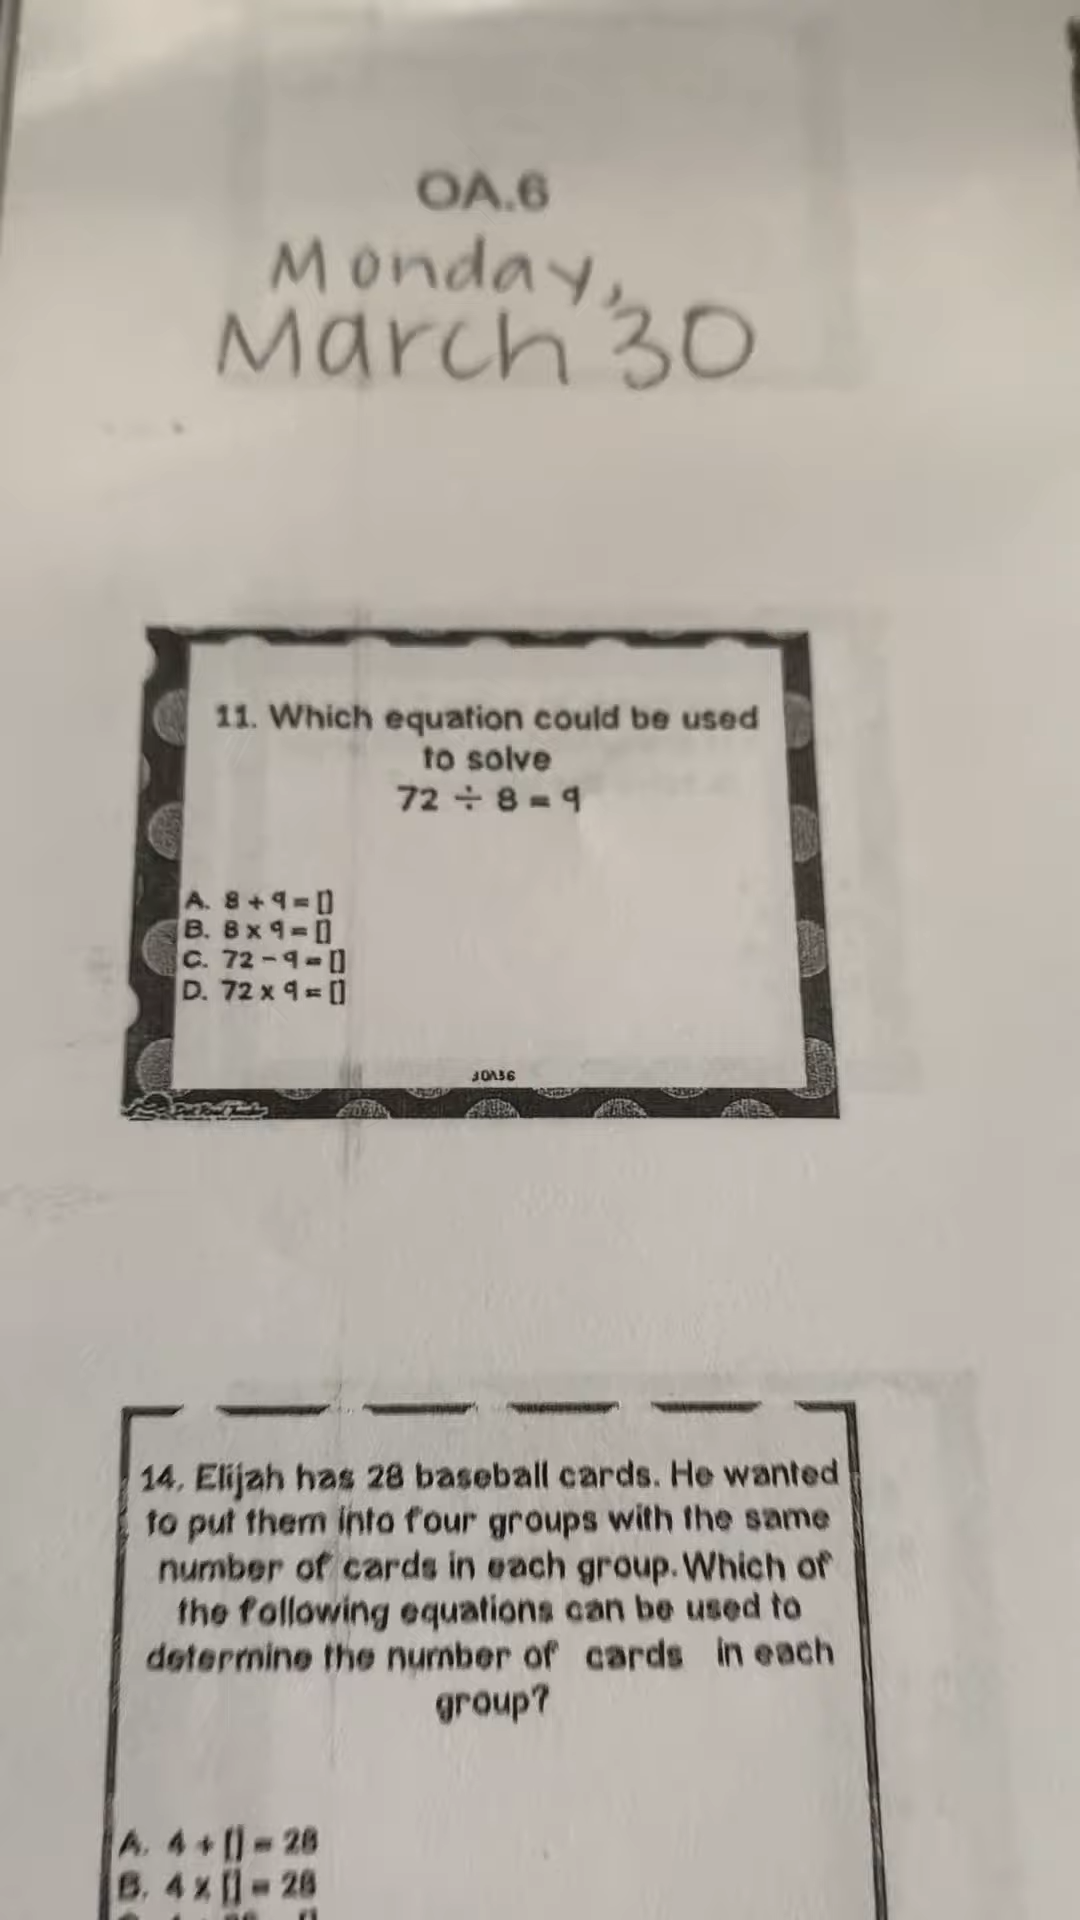 OA.6
Monday,
March 30
11. Which equation could be used
to solve
72 ÷ 8 = 9
A. 8 + 9 = []
B. 8 x 9 = []
C. 72 - 9 = []
D. 72 x 9 = []
3OA36
14. Elijah has 28 baseball cards. He wanted
to put them into four groups with the same
number of cards in each group. Which of
the following equations can be used to
determine the number of cards in each
group?
A. 4 + [] = 28
B. 4 x [] = 28